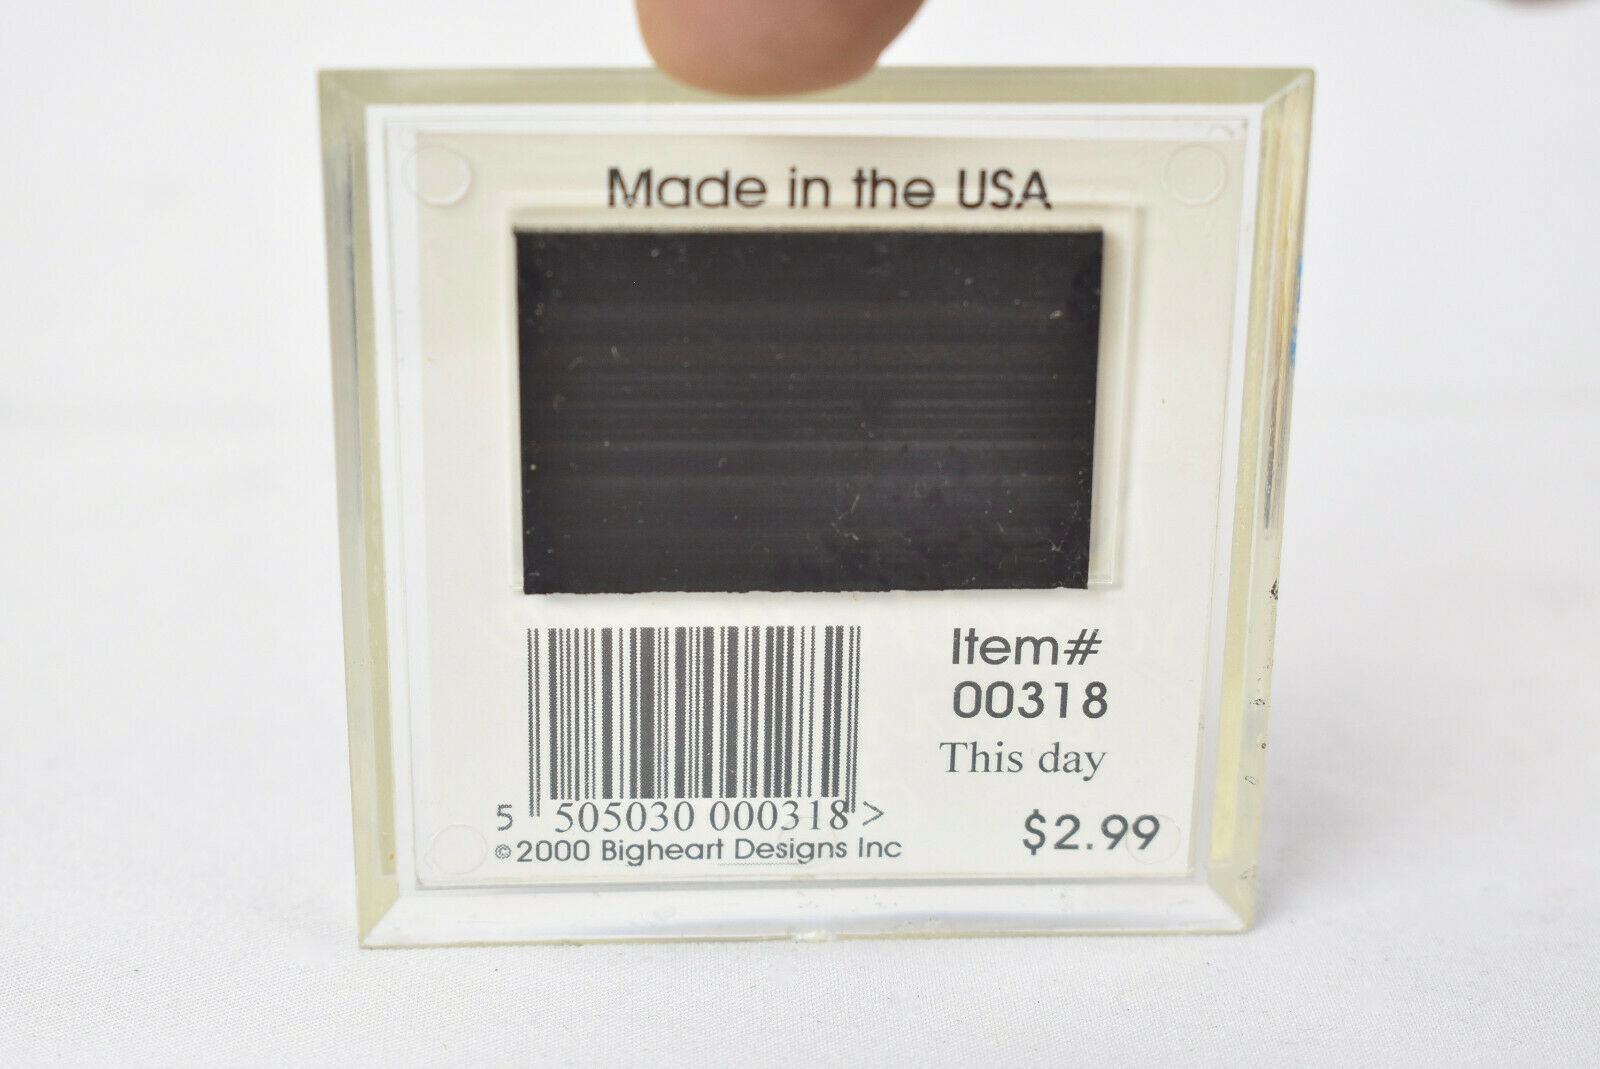 Made in the USA
Item#
00318
This day
$2.99
5 505030 000318 >
©2000 Bigheart Designs Inc